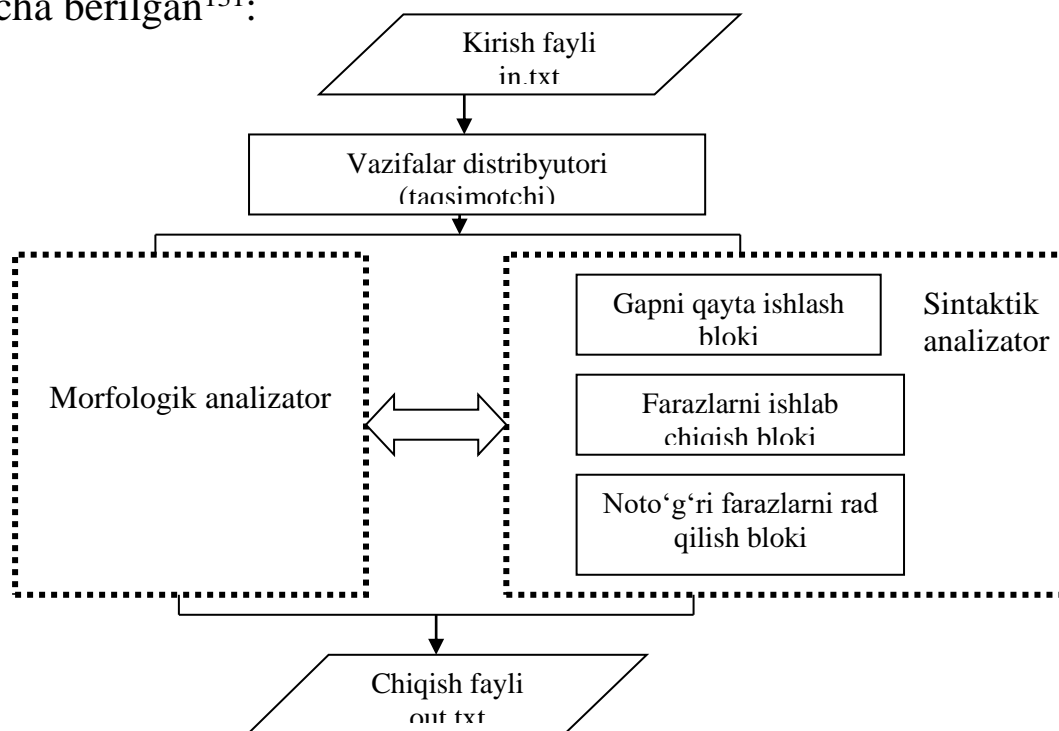 cha berilgan¹⁵¹:
Kirish fayli
in.txt
Vazifalar distribyutori
(taqsimotchi)
Morfologik analizator
Gapni qayta ishlash
bloki
Sintaktik
analizator
Farazlarni ishlab
chiqish bloki
Noto‘g‘ri farazlarni rad
qilish bloki
Chiqish fayli
out.txt